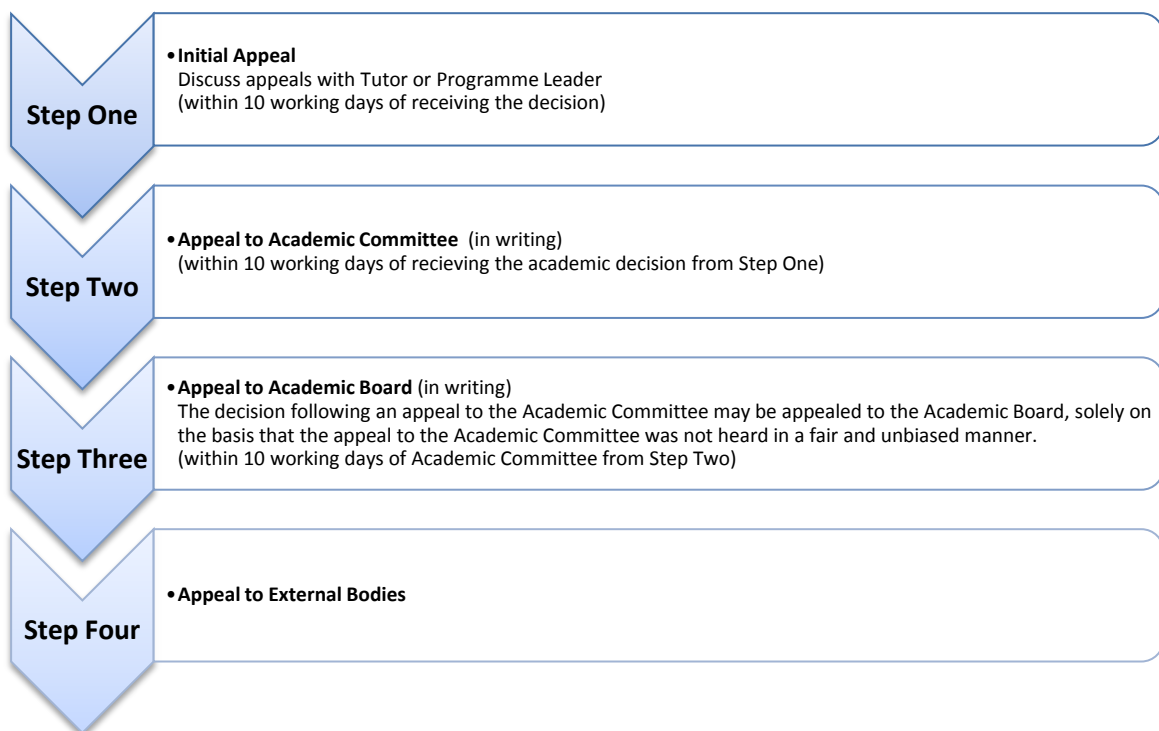 Step One
•Initial Appeal
Discuss appeals with Tutor or Programme Leader
(within 10 working days of receiving the decision)
Step Two
•Appeal to Academic Committee  (in writing)
(within 10 working days of recieving the academic decision from Step One)
Step Three
•Appeal to Academic Board (in writing)
The decision following an appeal to the Academic Committee may be appealed to the Academic Board, solely on
the basis that the appeal to the Academic Committee was not heard in a fair and unbiased manner.
(within 10 working days of Academic Committee from Step Two)
Step Four
•Appeal to External Bodies